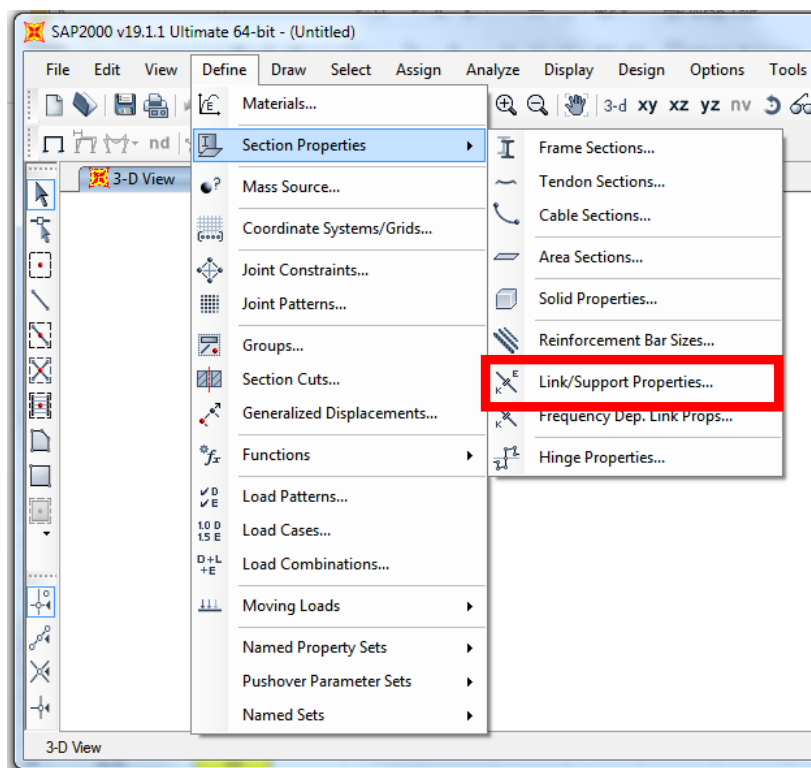 SAP2000 v19.1.1 Ultimate 64-bit - (Untitled)
File Edit View Define Draw Select Assign Analyze Display Design Options Tools
3-d xy xz yz nv
nd
3-D View
Materials...
Section Properties
Mass Source...
Coordinate Systems/Grids...
Joint Constraints...
Joint Patterns...
Groups...
Section Cuts...
Generalized Displacements...
Functions
Load Patterns...
Load Cases...
Load Combinations...
Moving Loads
Named Property Sets
Pushover Parameter Sets
Named Sets
Frame Sections...
Tendon Sections...
Cable Sections...
Area Sections...
Solid Properties...
Reinforcement Bar Sizes...
Link/Support Properties...
Frequency Dep. Link Props...
Hinge Properties...
3-D View